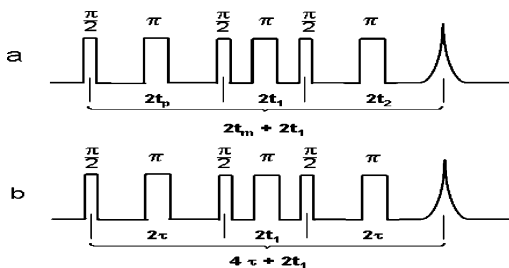 π/2 π π/2 π π/2 π
a
2tₚ 2t₁ 2t₂
2tₘ + 2t₁
π/2 π π/2 π π/2 π
b
2τ 2t₁ 2τ
4 τ + 2t₁